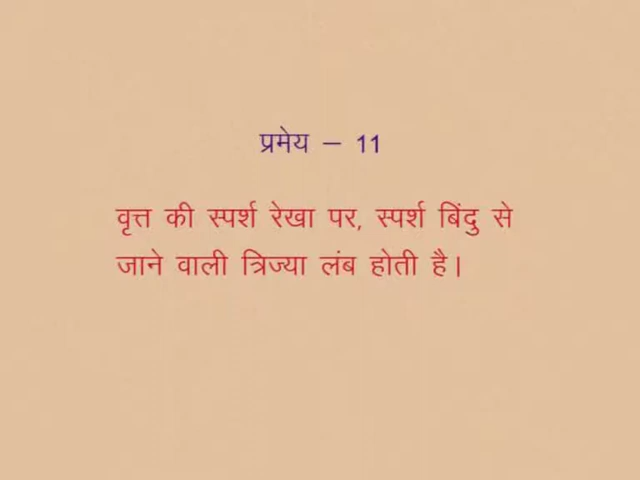 प्रमेय – 11
वृत्त की स्पर्श रेखा पर, स्पर्श बिंदु से
जाने वाली त्रिज्या लंब होती है।